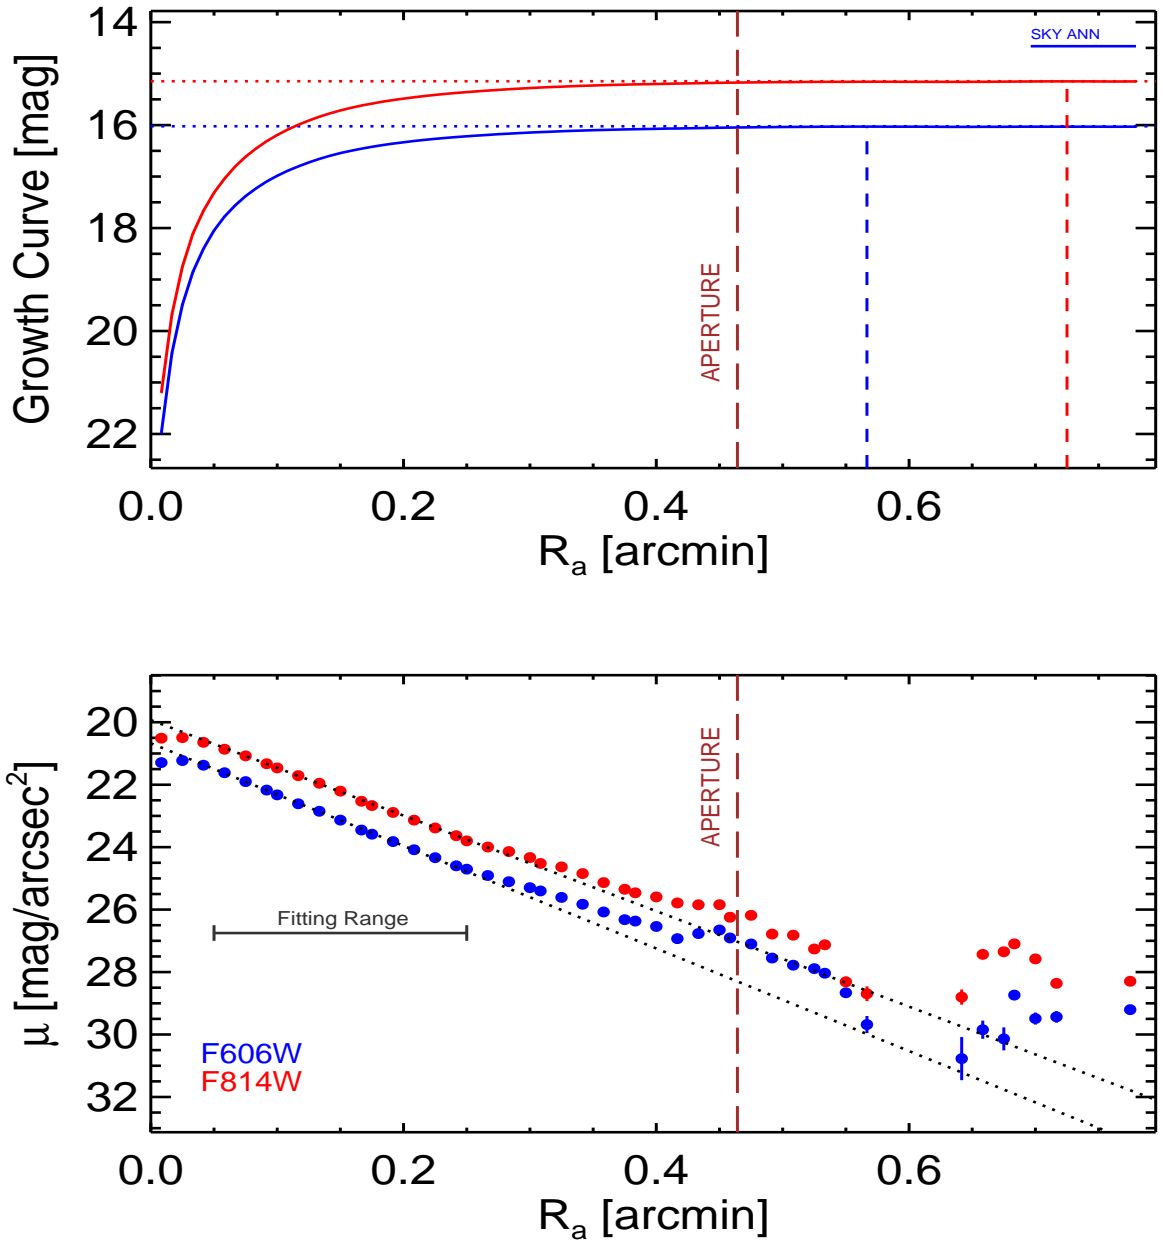 Growth Curve [mag]
14
16
18
20
22
SKY ANN
APERTURE
0.0 0.2 0.4 0.6
R_a [arcmin]
μ [mag/arcsec²]
20
22
24
26
28
30
32
APERTURE
Fitting Range
F606W
F814W
0.0 0.2 0.4 0.6
R_a [arcmin]